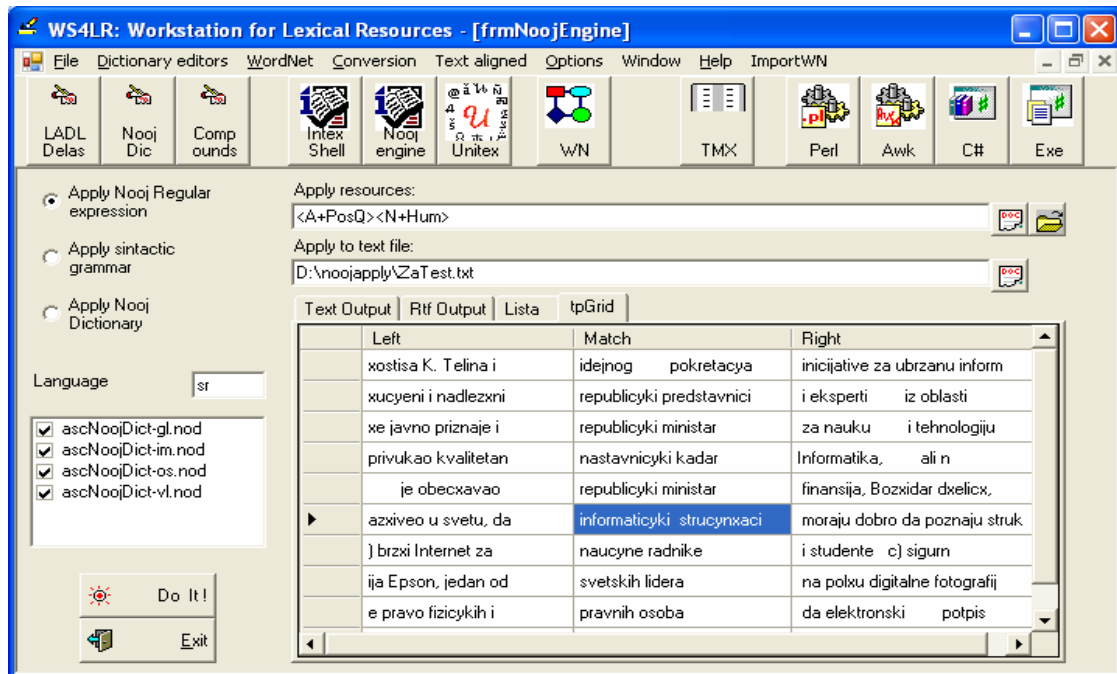 WS4LR: Workstation for Lexical Resources - [frmNoojEngine]
File Dictionary editors WordNet Conversion Text aligned Options Window Help ImportWN
LADL Delas
Nooj Dic
Comp ounds
Intex Shell
Nooj engine
Unitex
WN
TMX
.pl Perl
Awk Awk
C#
Exe
Apply Nooj Regular
expression
Apply sintactic
grammar
Apply Nooj
Dictionary
Language sr
ascNoojDict-gl.nod
ascNoojDict-im.nod
ascNoojDict-os.nod
ascNoojDict-vl.nod
Do It!
Exit
Apply resources:
<A+PosQ><N+Hum>
DOC
Apply to text file:
D:\noojapply\ZaTest.txt
DOC
Text Output Rtf Output Lista tpGrid
Left Match Right
xostisa K. Telina i idejnog pokretacya inicijative za ubrzanu inform
xucyeni i nadlezxni republicyki predstavnici i eksperti iz oblasti
xe javno priznaje i republicyki ministar za nauku i tehnologiju
privukao kvalitetan nastavnicyki kadar Informatika, ali n
je obecxavao republicyki ministar finansija, Bozxidar dxelicx,
azxiveo u svetu, da informaticyki strucynxaci moraju dobro da poznaju struk
) brzxi Internet za naucyne radnike i studente c) sigurn
ija Epson, jedan od svetskih lidera na polxu digitalne fotografij
e pravo fizicykih i pravnih osoba da elektronski potpis